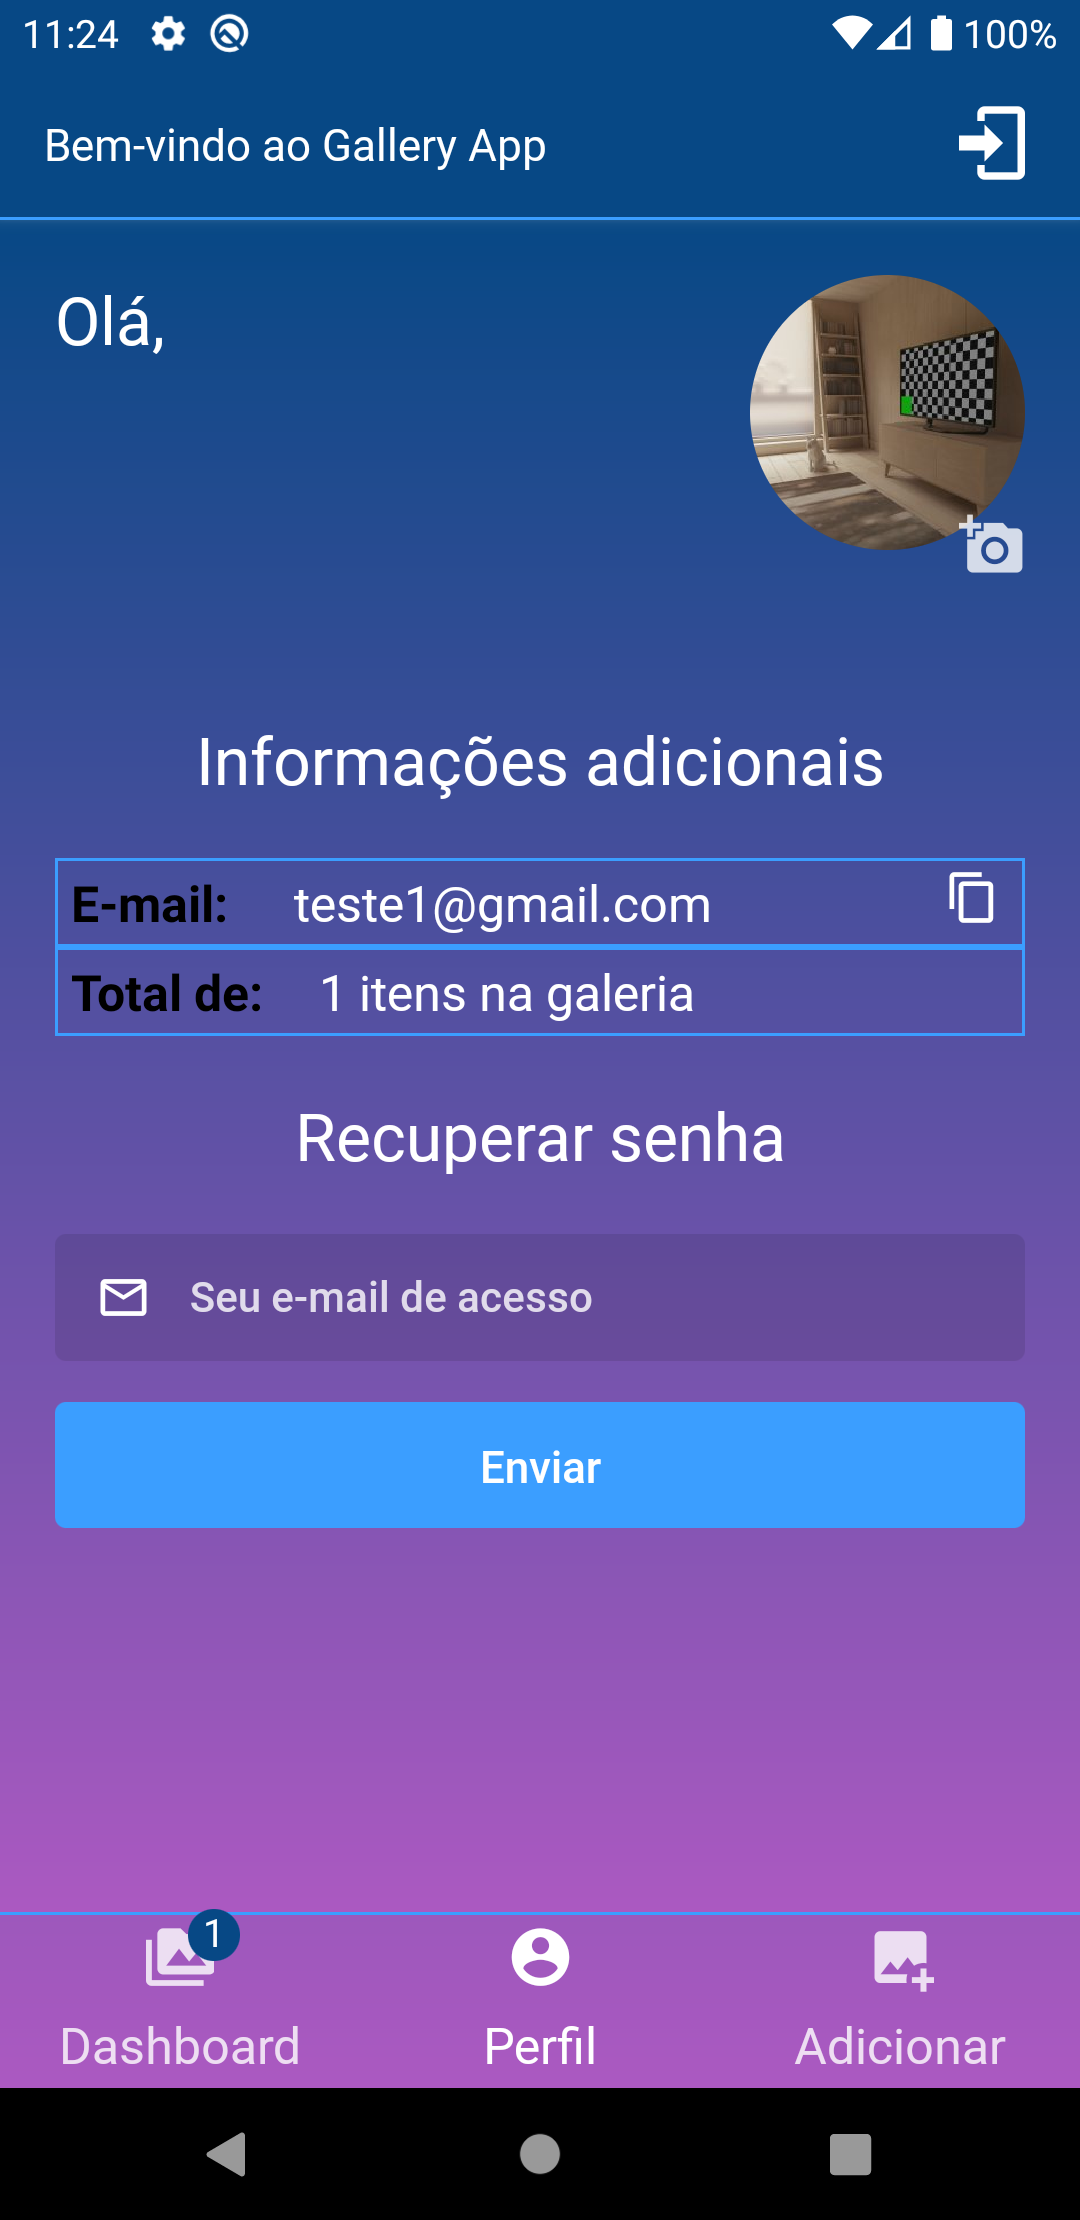 11:24 100%
Bem-vindo ao Gallery App
Olá,
Informações adicionais
E-mail: teste1@gmail.com
Total de: 1 itens na galeria
Recuperar senha
Seu e-mail de acesso
Enviar
1
Dashboard Perfil Adicionar